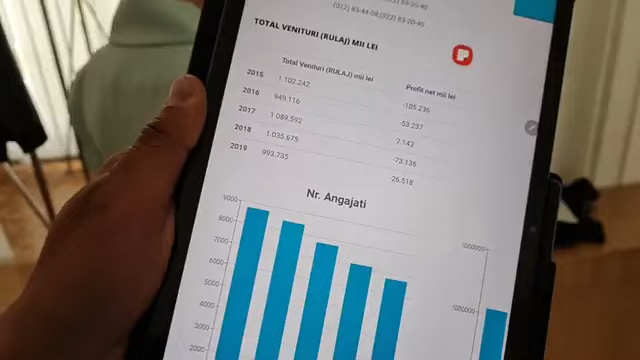 (022) 83-44-08;(022) 83-20-40
TOTAL VENITURI (RULAJ) MII LEI
Total Venituri (RULAJ) mii lei Profit net mii lei
2015 1.102.242 -105.236
2016 949.116 -53.237
2017 1.089.592 7.143
2018 1.035.675 -73.136
2019 993.735 -26.518
Nr. Angajati
9000
8000
7000
6000
5000
4000
3000
2000